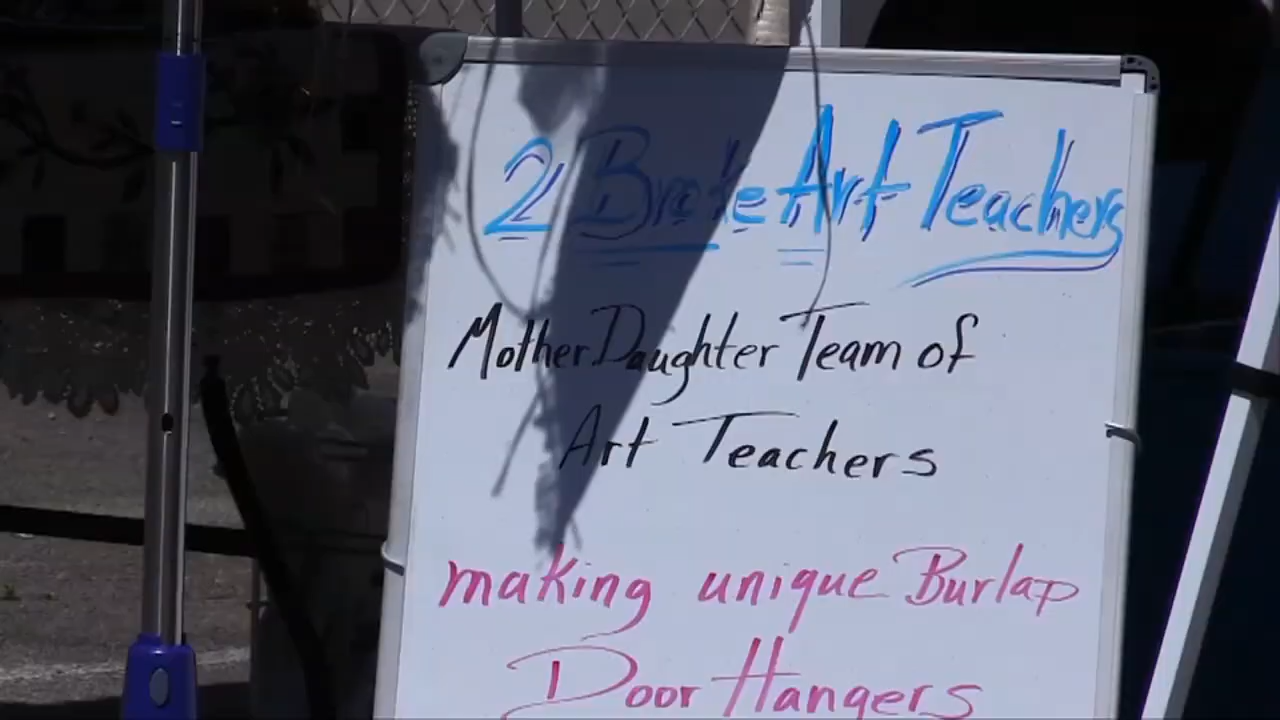 2 Broke Art Teachers
Mother Daughter Team of
Art Teachers
making unique Burlap
Door Hangers